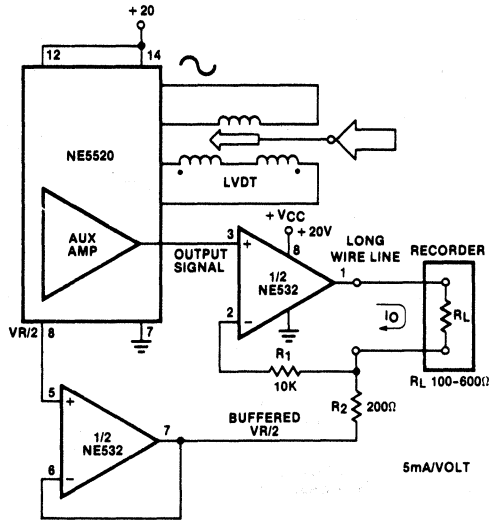 + 20
12
14
NE5520
LVDT
AUX
AMP
OUTPUT
SIGNAL
3
+
+ VCC
+ 20V
8
1/2
NE532
1
2
−
LONG
WIRE LINE
RECORDER
IO
RL
RL 100-600Ω
VR/2
8
7
R1
10K
R2
200Ω
5
+
1/2
NE532
7
6
−
BUFFERED
VR/2
5mA/VOLT